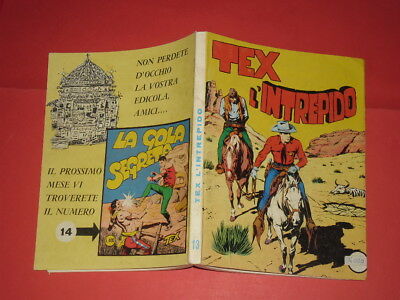 NON PERDETE
D'OCCHIO
LA VOSTRA
EDICOLA,
AMICI....
LA GOLA
SEGRETA
TEX
IL PROSSIMO
MESE VI
TROVERETE
IL NUMERO
14
TEX L'INTREPIDO
13
TEX
L'INTREPIDO